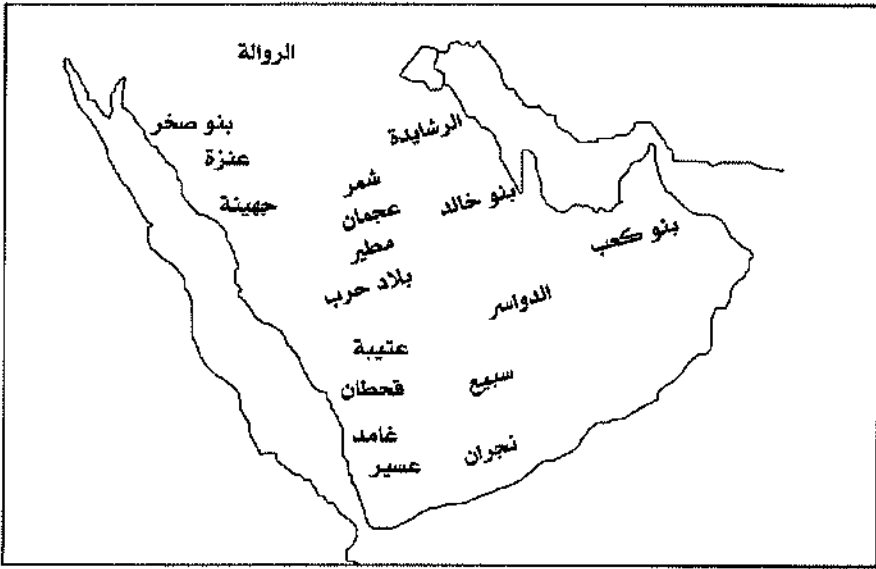 الروالة
الرشايدة
بنو صخر
عنزة
شمر
جهينة
عجمان
بنو خالد
مطير
بنو كعب
بلاد حرب
الدواسر
عتيبة
قحطان
سبيع
غامد
عسير
نجران